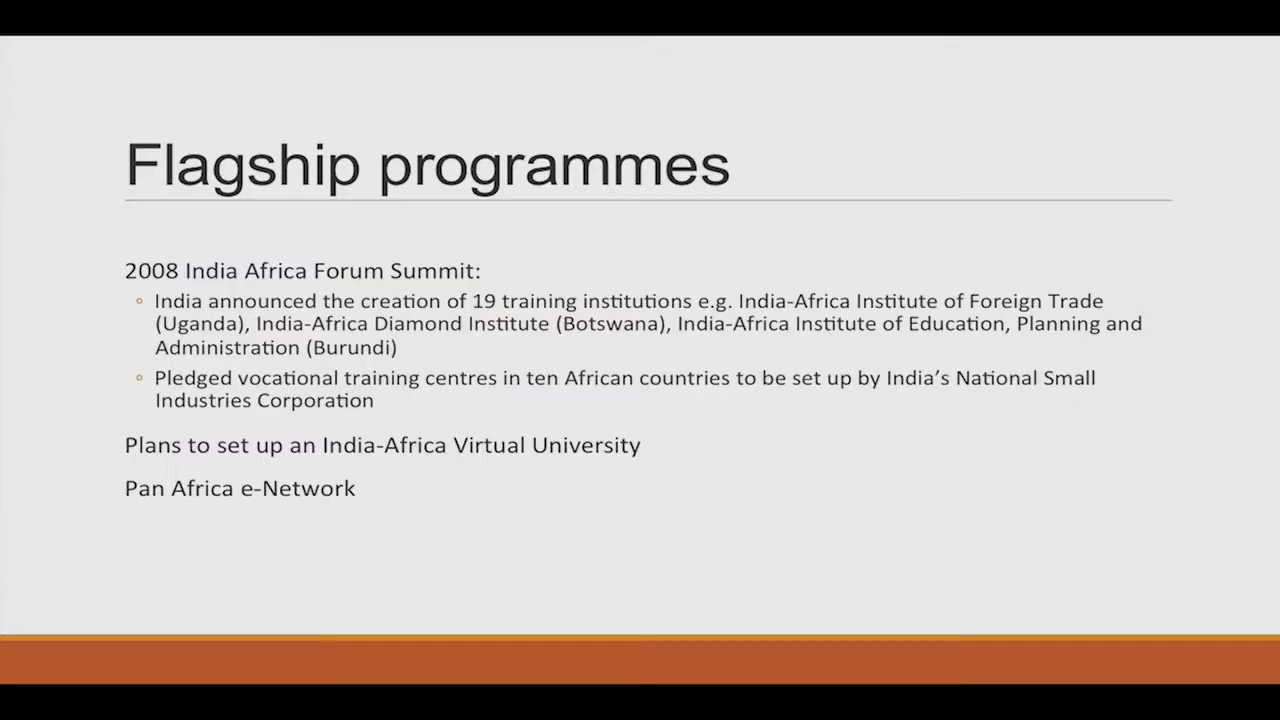 Flagship programmes
2008 India Africa Forum Summit:
◦ India announced the creation of 19 training institutions e.g. India-Africa Institute of Foreign Trade
(Uganda), India-Africa Diamond Institute (Botswana), India-Africa Institute of Education, Planning and
Administration (Burundi)
◦ Pledged vocational training centres in ten African countries to be set up by India’s National Small
Industries Corporation
Plans to set up an India-Africa Virtual University
Pan Africa e-Network